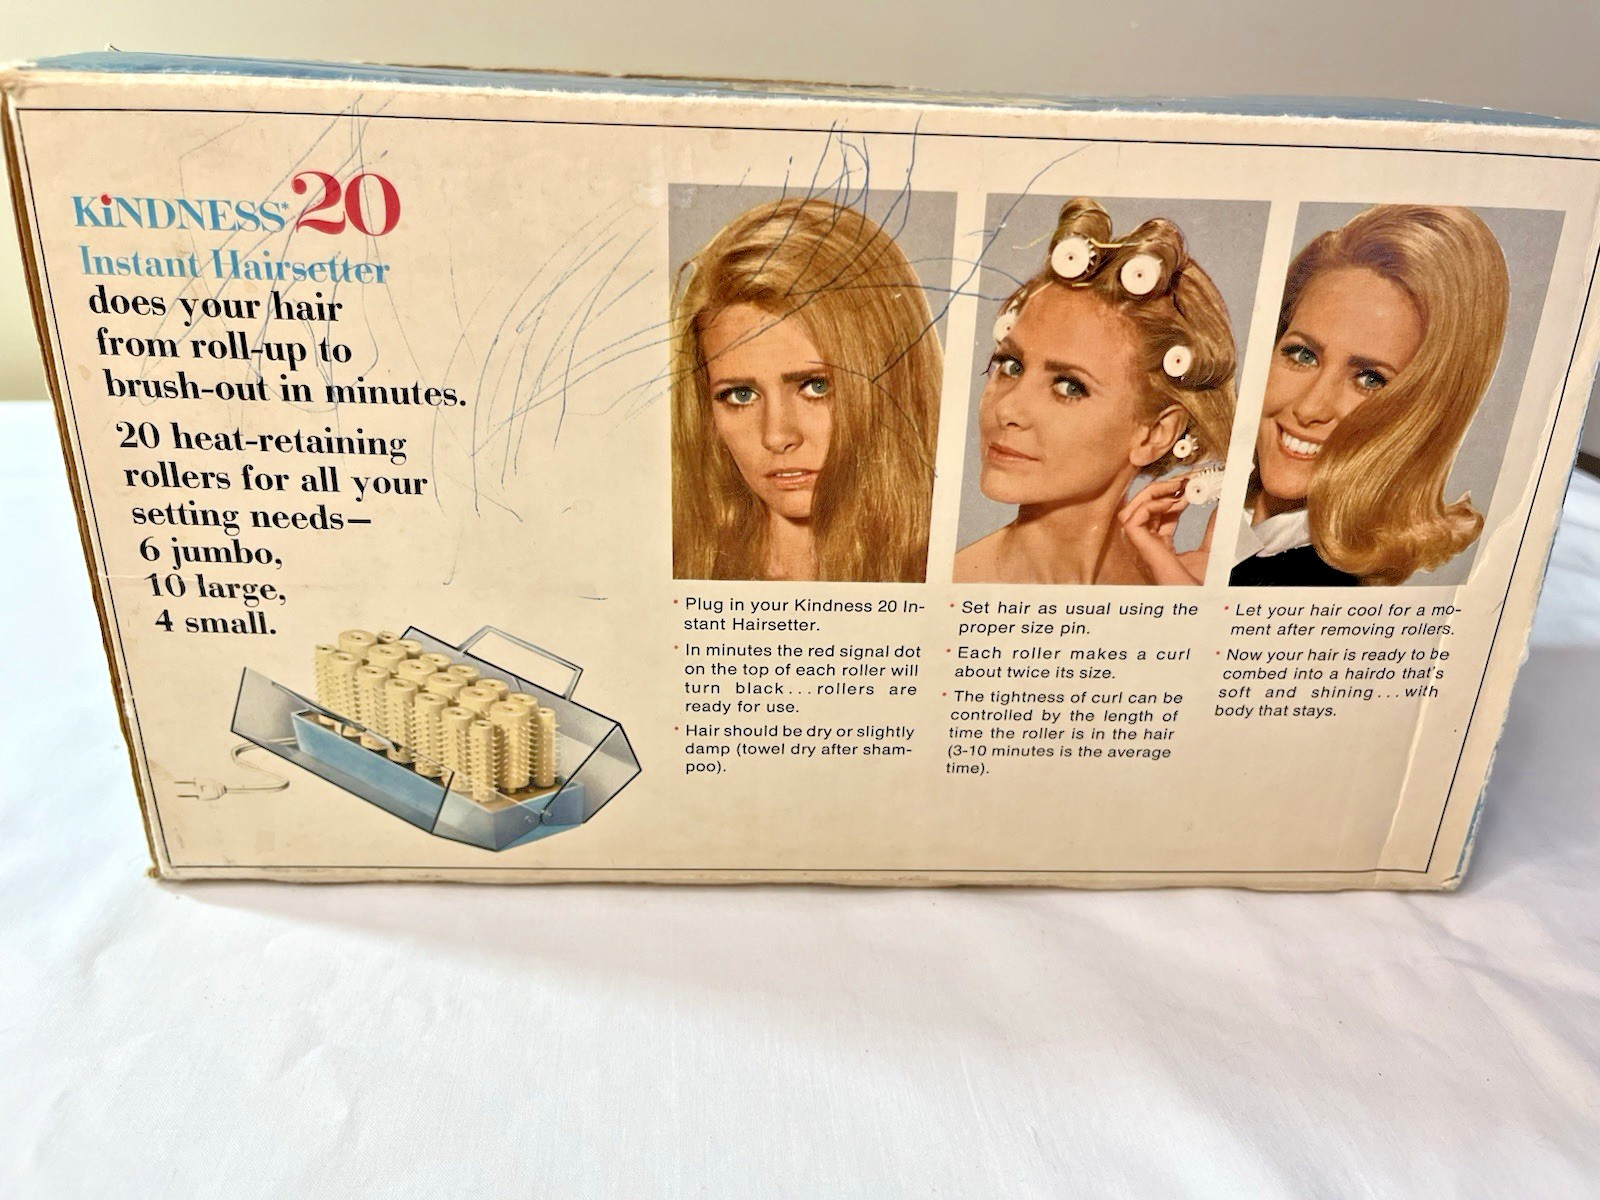 KiNDNESS* 20
Instant Hairsetter
does your hair
from roll-up to
brush-out in minutes.
20 heat-retaining
rollers for all your
setting needs—
6 jumbo,
10 large,
4 small.
• Plug in your Kindness 20 In-
stant Hairsetter.
• In minutes the red signal dot
on the top of each roller will
turn black...rollers are
ready for use.
• Hair should be dry or slightly
damp (towel dry after sham-
poo).
• Set hair as usual using the
proper size pin.
• Each roller makes a curl
about twice its size.
• The tightness of curl can be
controlled by the length of
time the roller is in the hair
(3-10 minutes is the average
time).
• Let your hair cool for a mo-
ment after removing rollers.
• Now your hair is ready to be
combed into a hairdo that's
soft and shining...with
body that stays.